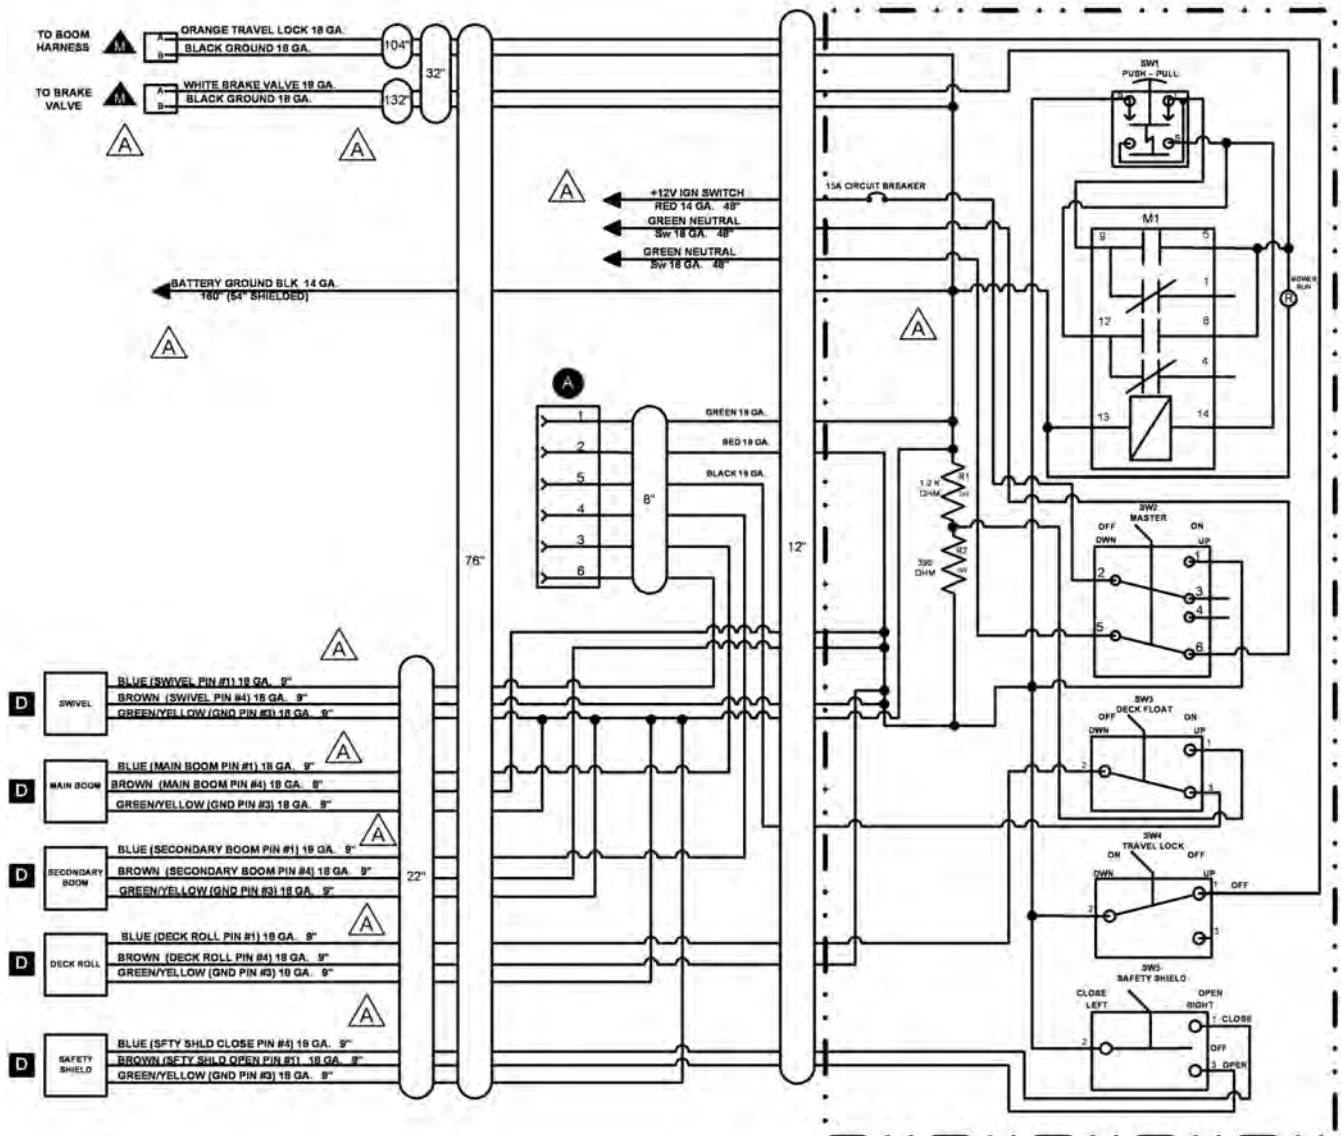 TO BOOM
HARNESS
M
A
B
ORANGE TRAVEL LOCK 18 GA.
BLACK GROUND 18 GA.
104"
32"
TO BRAKE
VALVE
M
A
B
WHITE BRAKE VALVE 18 GA.
BLACK GROUND 18 GA.
132"
A
A
A
+12V IGN SWITCH
RED 14 GA. 48"
GREEN NEUTRAL
Sw 18 GA. 48"
GREEN NEUTRAL
Sw 18 GA. 48"
15A CIRCUIT BREAKER
BATTERY GROUND BLK 14 GA.
160" (54" SHIELDED)
A
A
SW1
PUSH - PULL
M1
9
5
1
12
8
4
13
14
R
MOWER
RUN
A
1
2
5
4
3
6
8"
GREEN 18 GA.
RED 18 GA.
BLACK 18 GA.
76"
12"
R1
1.2 K
OHM
R2
390
OHM
SW2
MASTER
OFF
ON
DWN
UP
1
2
3
4
5
6
A
D
SWIVEL
BLUE (SWIVEL PIN #1) 18 GA. 9"
BROWN (SWIVEL PIN #4) 18 GA. 9"
GREEN/YELLOW (GND PIN #3) 18 GA. 9"
SW3
DECK FLOAT
OFF
ON
DWN
UP
1
2
3
A
D
MAIN BOOM
BLUE (MAIN BOOM PIN #1) 18 GA. 9"
BROWN (MAIN BOOM PIN #4) 18 GA. 9"
GREEN/YELLOW (GND PIN #3) 18 GA. 9"
A
SW4
TRAVEL LOCK
ON
OFF
DWN
UP
1
OFF
2
3
D
SECONDARY
BOOM
BLUE (SECONDARY BOOM PIN #1) 18 GA. 9"
BROWN (SECONDARY BOOM PIN #4) 18 GA. 9"
GREEN/YELLOW (GND PIN #3) 18 GA. 9"
22"
A
D
DECK ROLL
BLUE (DECK ROLL PIN #1) 18 GA. 9"
BROWN (DECK ROLL PIN #4) 18 GA. 9"
GREEN/YELLOW (GND PIN #3) 18 GA. 9"
SW5
SAFETY SHIELD
CLOSE
OPEN
LEFT
RIGHT
1 CLOSE
2
OFF
3 OPEN
A
D
SAFETY
SHIELD
BLUE (SFTY SHLD CLOSE PIN #4) 18 GA. 9"
BROWN (SFTY SHLD OPEN PIN #1) 18 GA. 9"
GREEN/YELLOW (GND PIN #3) 18 GA. 9"